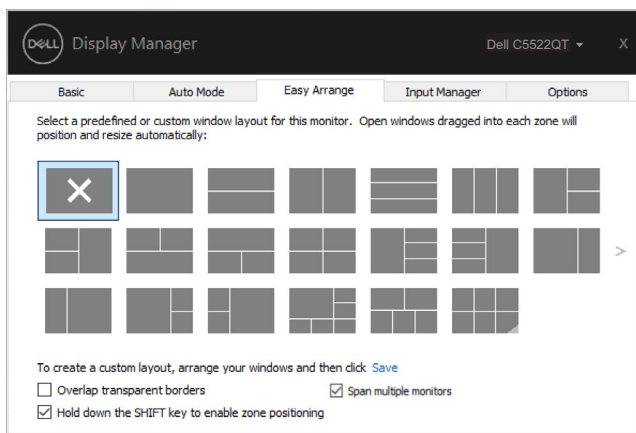 DELL Display Manager Dell C5522QT X
Basic Auto Mode Easy Arrange Input Manager Options
Select a predefined or custom window layout for this monitor. Open windows dragged into each zone will
position and resize automatically:
>
To create a custom layout, arrange your windows and then click Save
Overlap transparent borders Span multiple monitors
Hold down the SHIFT key to enable zone positioning